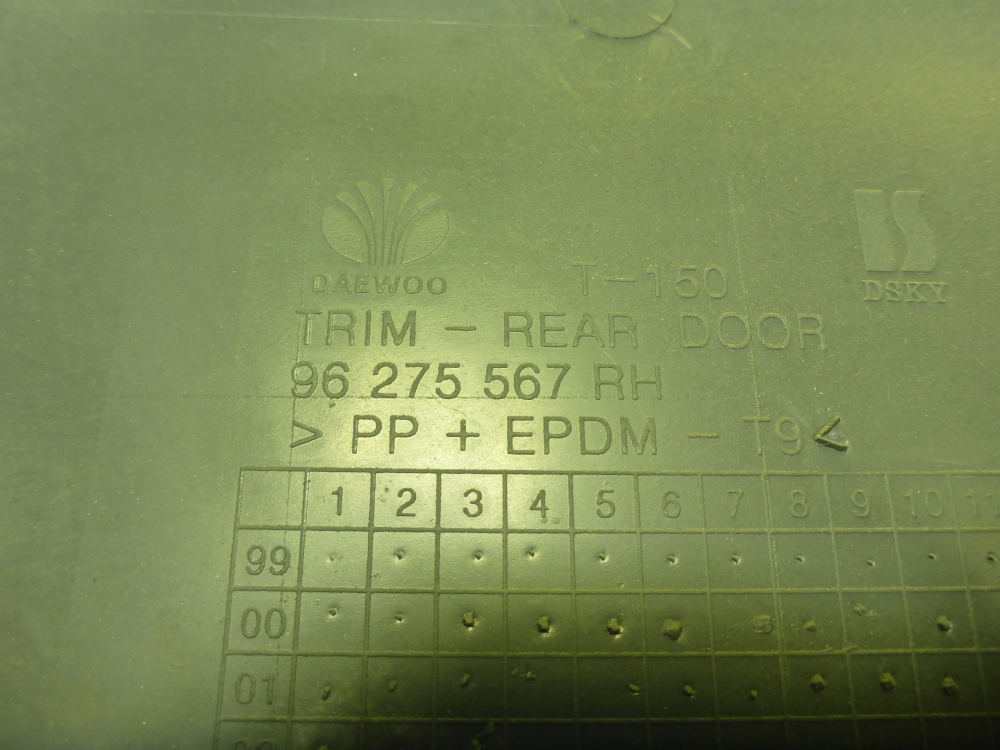 DAEWOO
T-150
DSKY
TRIM - REAR DOOR
96 275 567 RH
> PP + EPDM - T9 <
1 2 3 4 5 6 7 8 9 10
99
00
01